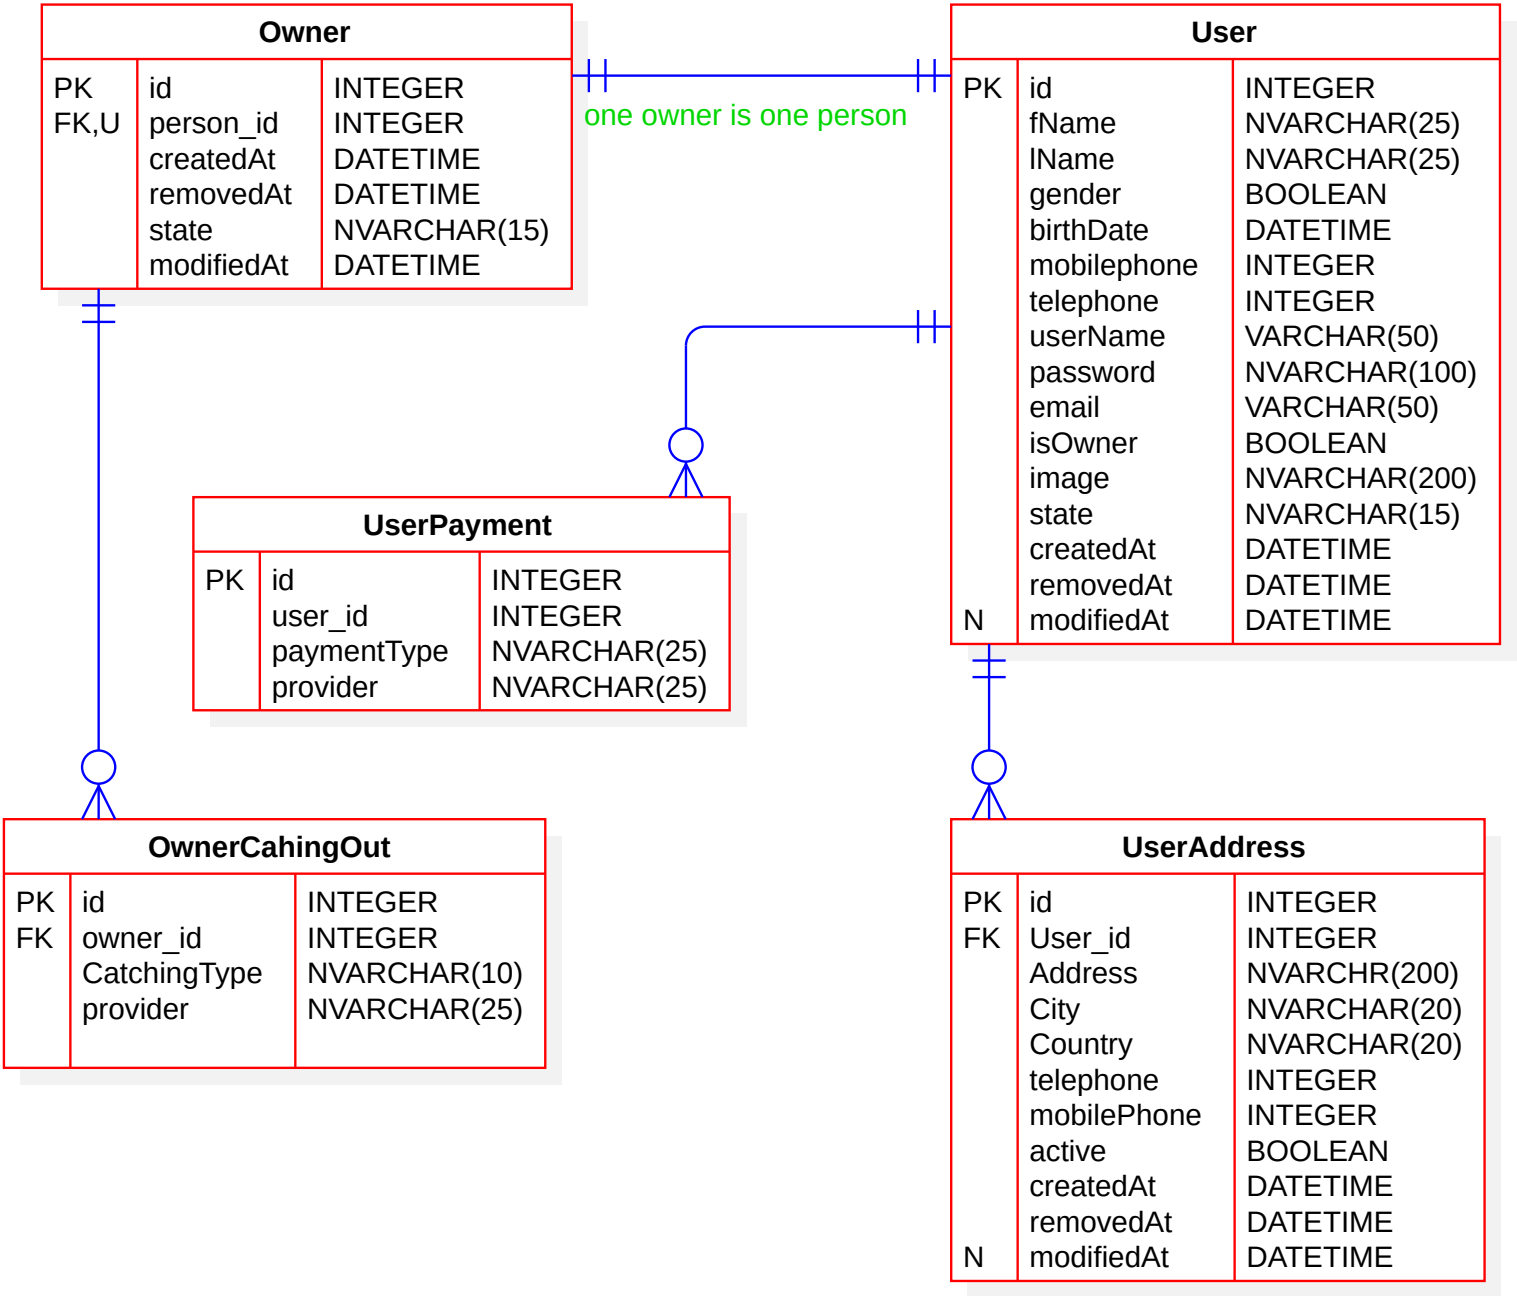 Owner
PK id INTEGER
FK,U person_id INTEGER
createdAt DATETIME
removedAt DATETIME
state NVARCHAR(15)
modifiedAt DATETIME
one owner is one person
User
PK id INTEGER
fName NVARCHAR(25)
lName NVARCHAR(25)
gender BOOLEAN
birthDate DATETIME
mobilephone INTEGER
telephone INTEGER
userName VARCHAR(50)
password NVARCHAR(100)
email VARCHAR(50)
isOwner BOOLEAN
image NVARCHAR(200)
state NVARCHAR(15)
createdAt DATETIME
removedAt DATETIME
N modifiedAt DATETIME
UserPayment
PK id INTEGER
user_id INTEGER
paymentType NVARCHAR(25)
provider NVARCHAR(25)
OwnerCahingOut
PK id INTEGER
FK owner_id INTEGER
CatchingType NVARCHAR(10)
provider NVARCHAR(25)
UserAddress
PK id INTEGER
FK User_id INTEGER
Address NVARCHR(200)
City NVARCHAR(20)
Country NVARCHAR(20)
telephone INTEGER
mobilePhone INTEGER
active BOOLEAN
createdAt DATETIME
removedAt DATETIME
N modifiedAt DATETIME